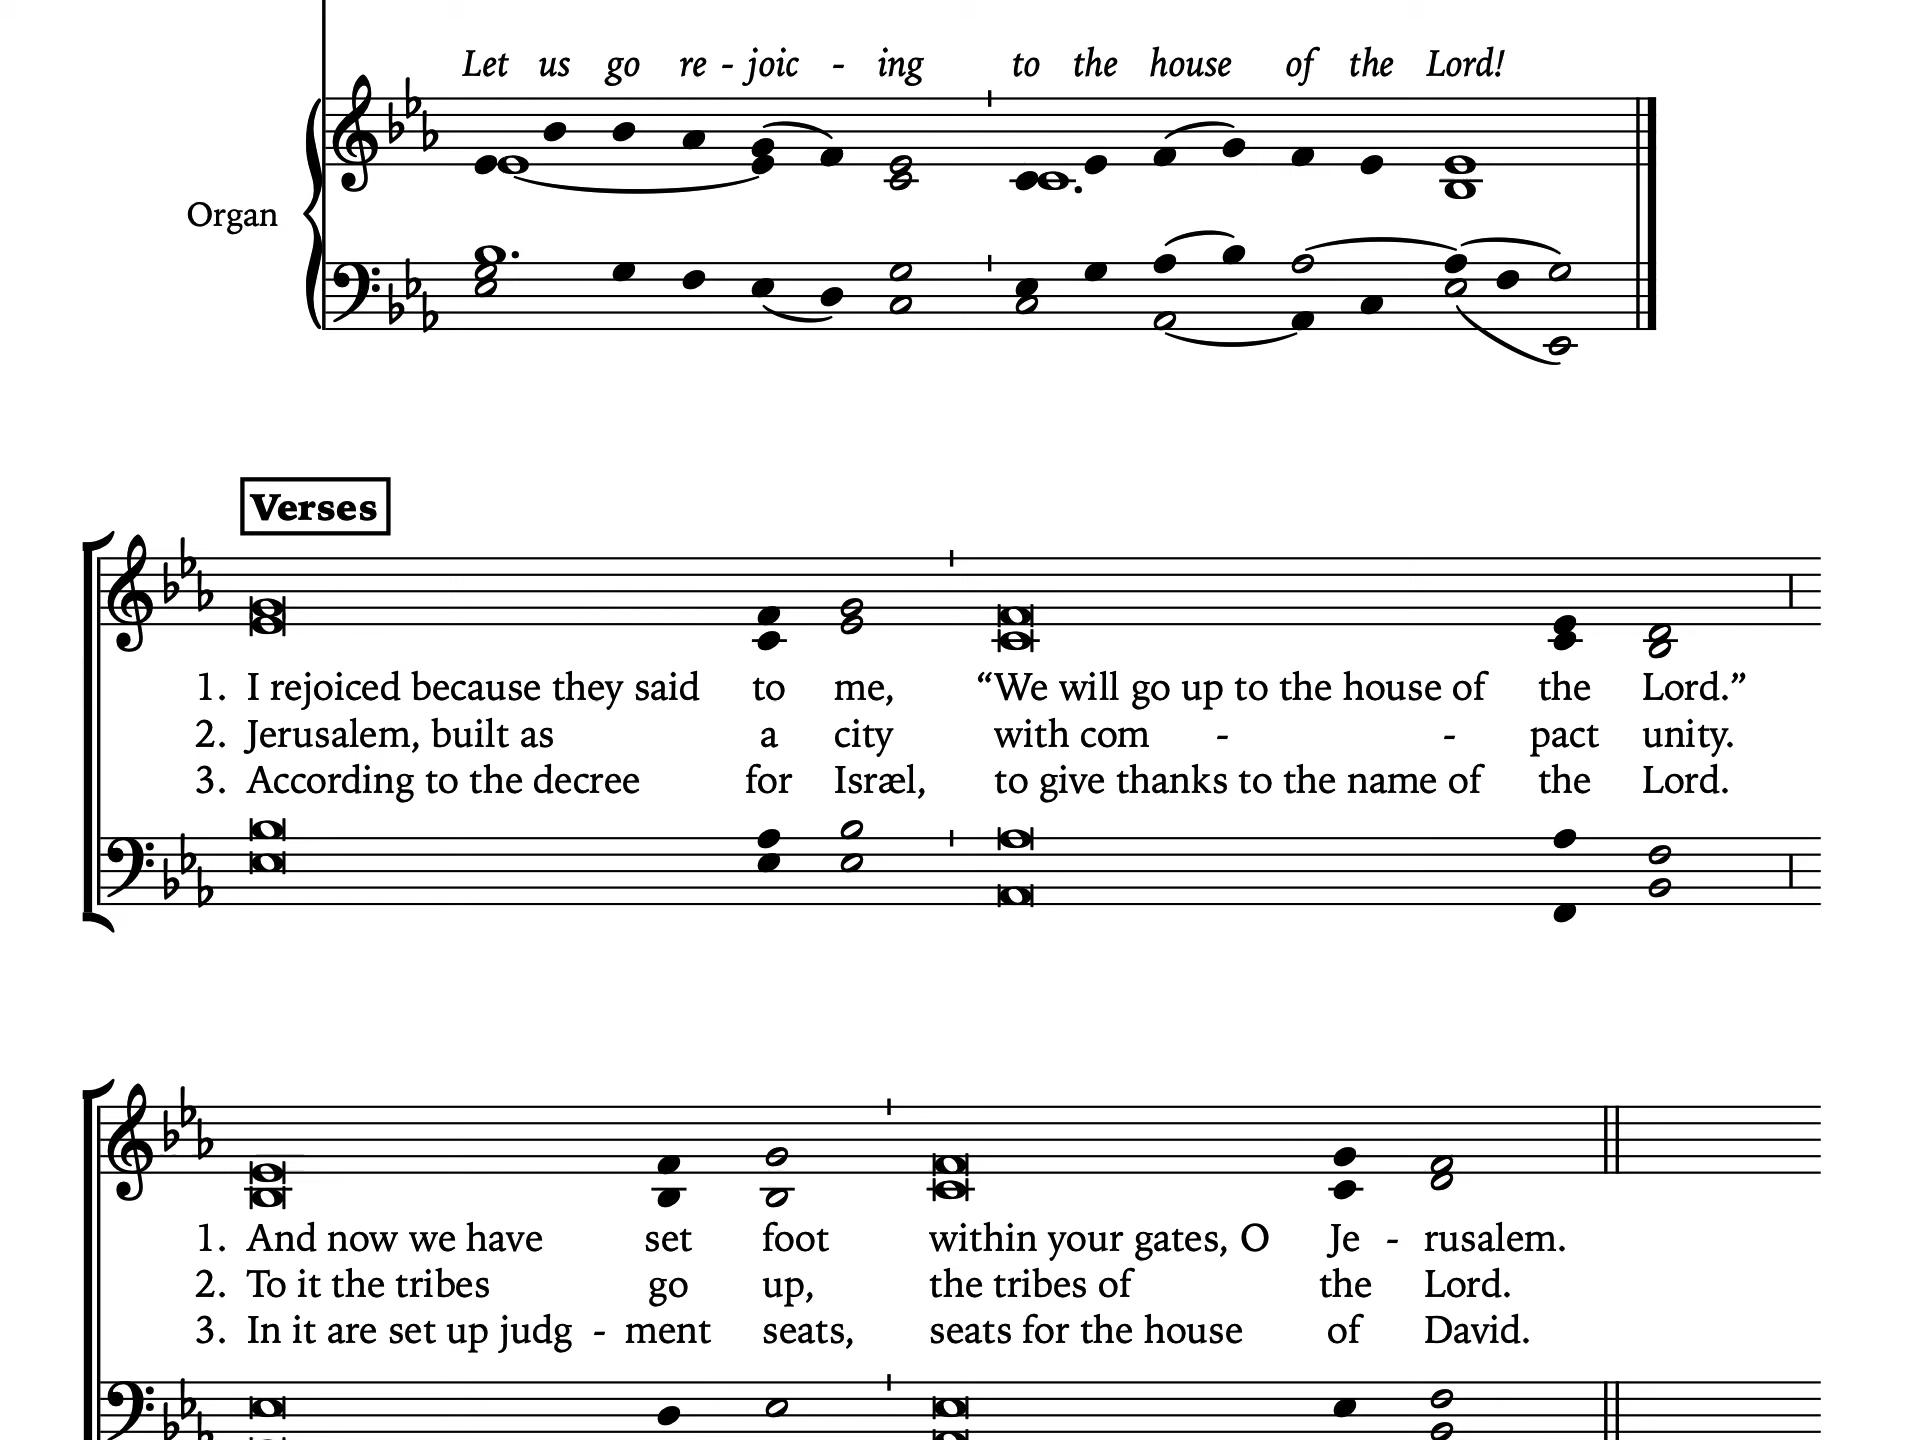 Let us go re - joic - ing to the house of the Lord!
Organ
Verses
1. I rejoiced because they said to me, “We will go up to the house of the Lord.”
2. Jerusalem, built as a city with com - - pact unity.
3. According to the decree for Isræl, to give thanks to the name of the Lord.
1. And now we have set foot within your gates, O Je - rusalem.
2. To it the tribes go up, the tribes of the Lord.
3. In it are set up judg - ment seats, seats for the house of David.